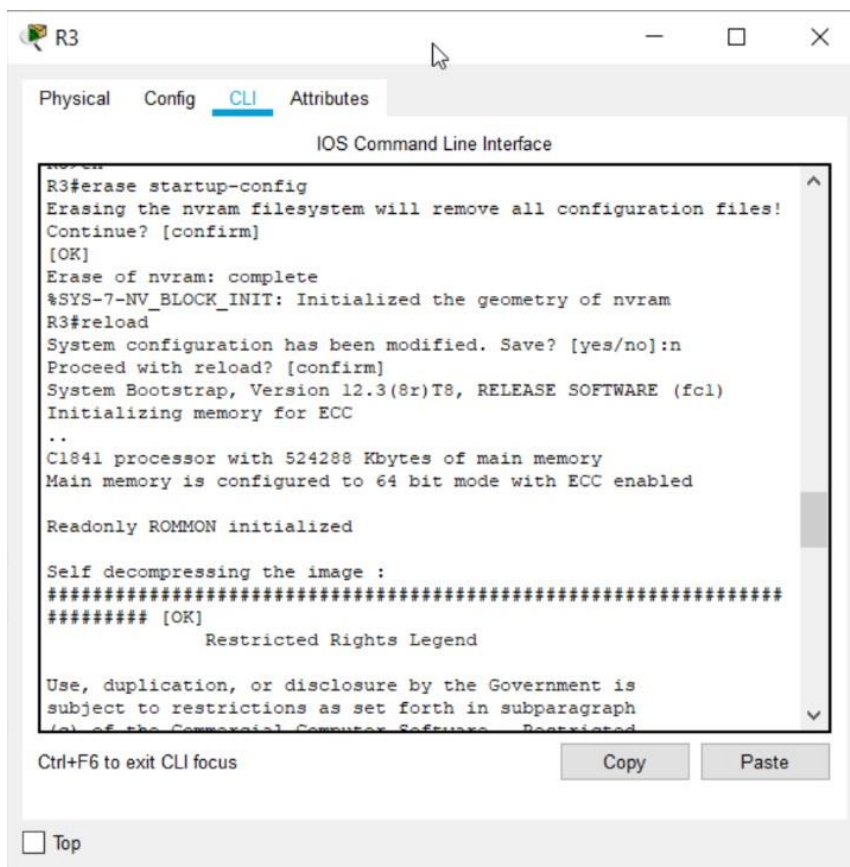 R3
Physical Config CLI Attributes
IOS Command Line Interface
R3#erase startup-config
Erasing the nvram filesystem will remove all configuration files!
Continue? [confirm]
[OK]
Erase of nvram: complete
%SYS-7-NV_BLOCK_INIT: Initialized the geometry of nvram
R3#reload
System configuration has been modified. Save? [yes/no]:n
Proceed with reload? [confirm]
System Bootstrap, Version 12.3(8r)T8, RELEASE SOFTWARE (fc1)
Initializing memory for ECC
..
C1841 processor with 524288 Kbytes of main memory
Main memory is configured to 64 bit mode with ECC enabled
Readonly ROMMON initialized
Self decompressing the image :
#################################################################
######### [OK]
Restricted Rights Legend
Use, duplication, or disclosure by the Government is
subject to restrictions as set forth in subparagraph
of the Commercial Computer Software Restricted
Ctrl+F6 to exit CLI focus
Copy Paste
Top